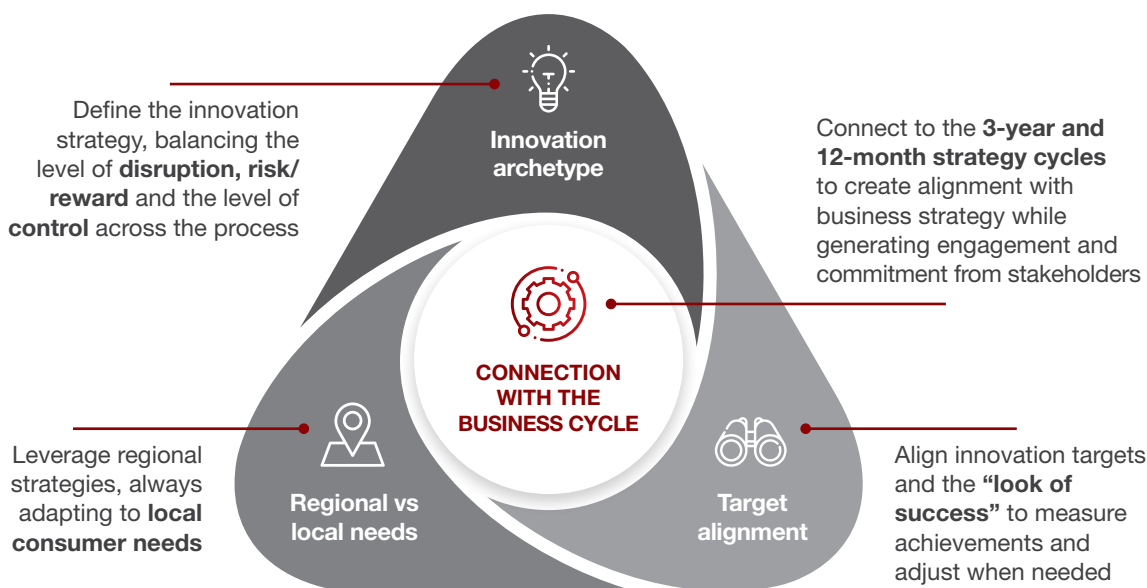 Innovation
archetype
Define the innovation
strategy, balancing the
level of disruption, risk/
reward and the level of
control across the process
Connect to the 3-year and
12-month strategy cycles
to create alignment with
business strategy while
generating engagement and
commitment from stakeholders
CONNECTION
WITH THE
BUSINESS CYCLE
Leverage regional
strategies, always
adapting to local
consumer needs
Regional vs
local needs
Target
alignment
Align innovation targets
and the “look of
success” to measure
achievements and
adjust when needed